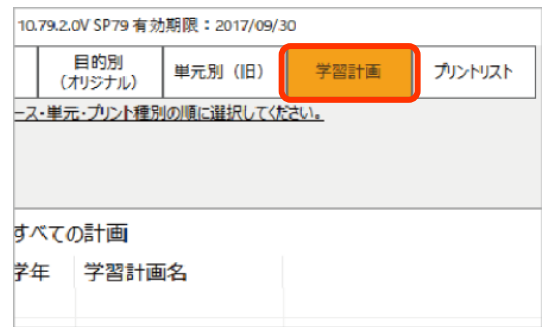 10.79.2.0V SP79 有効期限：2017/09/30
目的別
（オリジナル）
単元別（旧）
学習計画
プリントリスト
ース・単元・プリント種別の順に選択してください。
すべての計画
学年 学習計画名